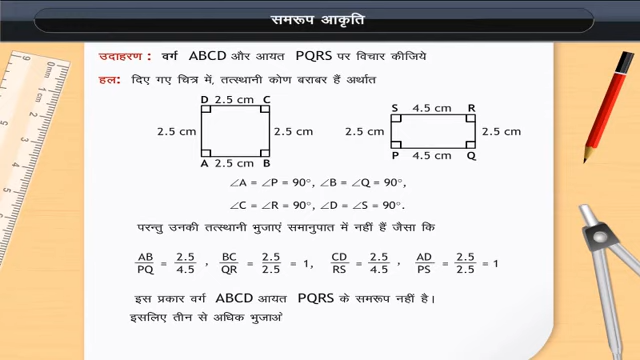 समरूप आकृति
उदाहरण : वर्ग ABCD और आयत PQRS पर विचार कीजिये
हल: दिए गए चित्र में, तत्स्थानी कोण बराबर हैं अर्थात
D 2.5 cm C
2.5 cm 2.5 cm
A 2.5 cm B
S 4.5 cm R
2.5 cm 2.5 cm
P 4.5 cm Q
∠A = ∠P = 90°, ∠B = ∠Q = 90°,
∠C = ∠R = 90°, ∠D = ∠S = 90°.
परन्तु उनकी तत्स्थानी भुजाएं समानुपात में नहीं हैं जैसा कि
AB/PQ = 2.5/4.5 , BC/QR = 2.5/2.5 = 1, CD/RS = 2.5/4.5 , AD/PS = 2.5/2.5 = 1
इस प्रकार वर्ग ABCD आयत PQRS के समरूप नहीं है।
इसलिए तीन से अधिक भुजाओं